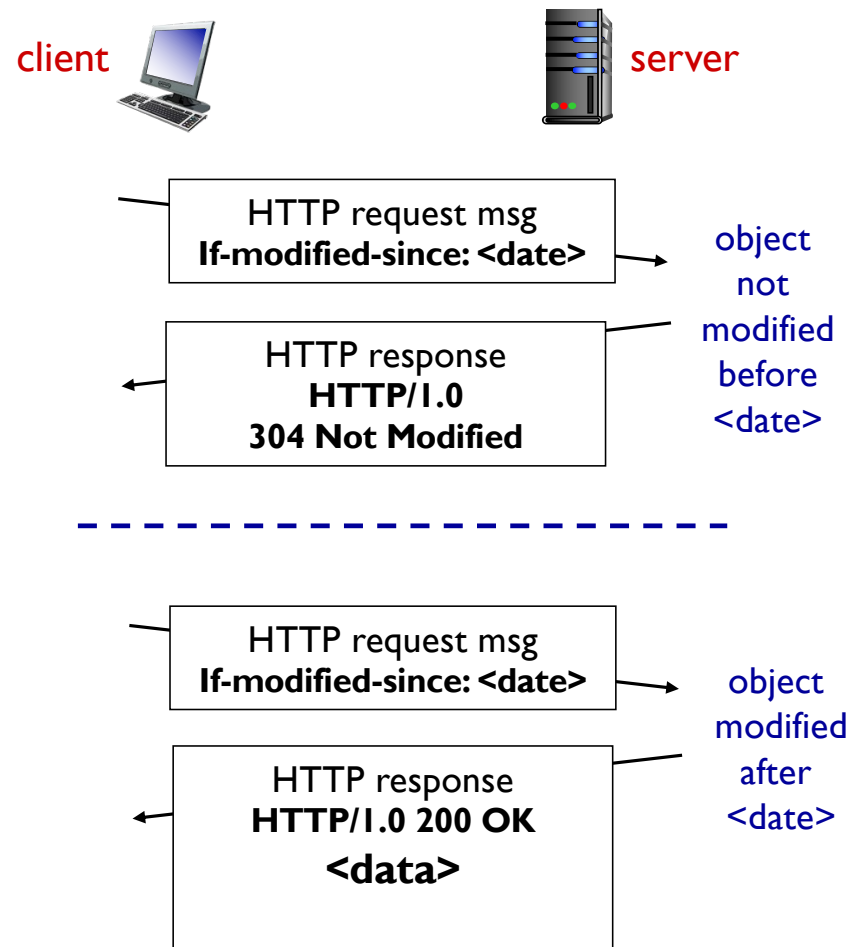 client
server
HTTP request msg
If-modified-since: <date>
object
not
modified
before
<date>
HTTP response
HTTP/1.0
304 Not Modified
HTTP request msg
If-modified-since: <date>
object
modified
after
<date>
HTTP response
HTTP/1.0 200 OK
<data>